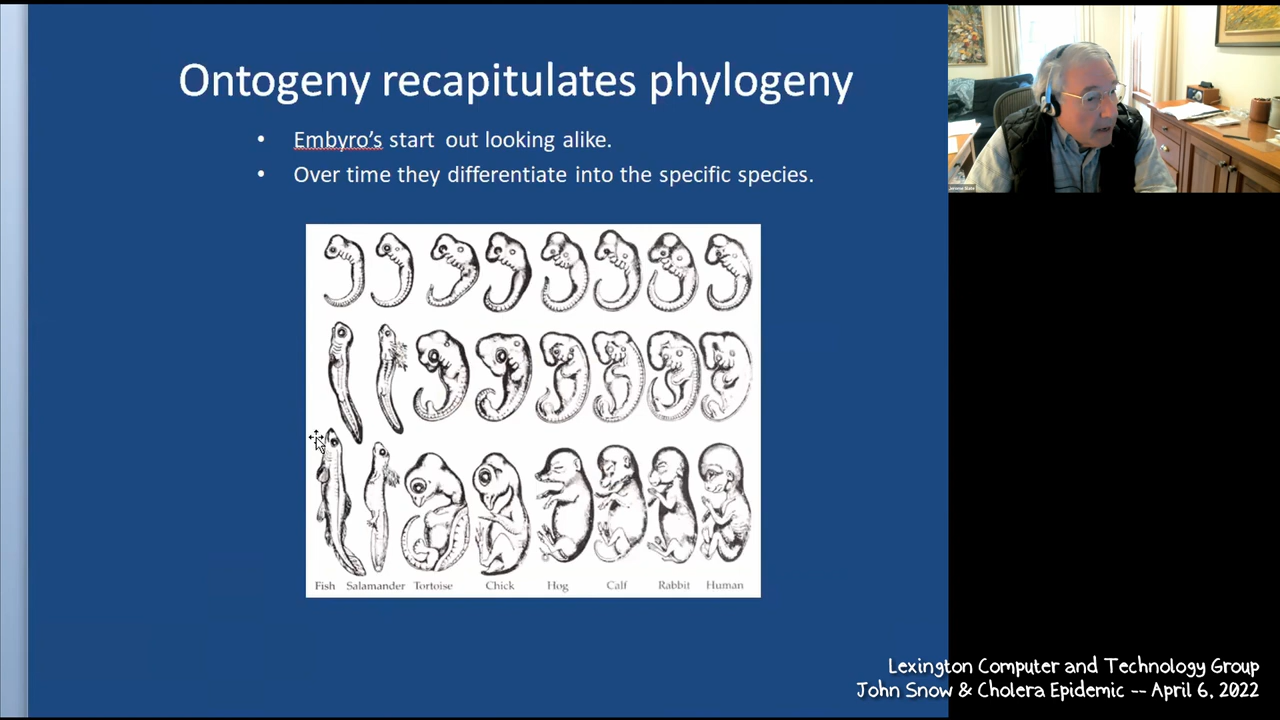 Ontogeny recapitulates phylogeny
• Embyro's start out looking alike.
• Over time they differentiate into the specific species.
Fish Salamander Tortoise Chick Hog Calf Rabbit Human
Lexington Computer and Technology Group
John Snow & Cholera Epidemic -- April 6, 2022